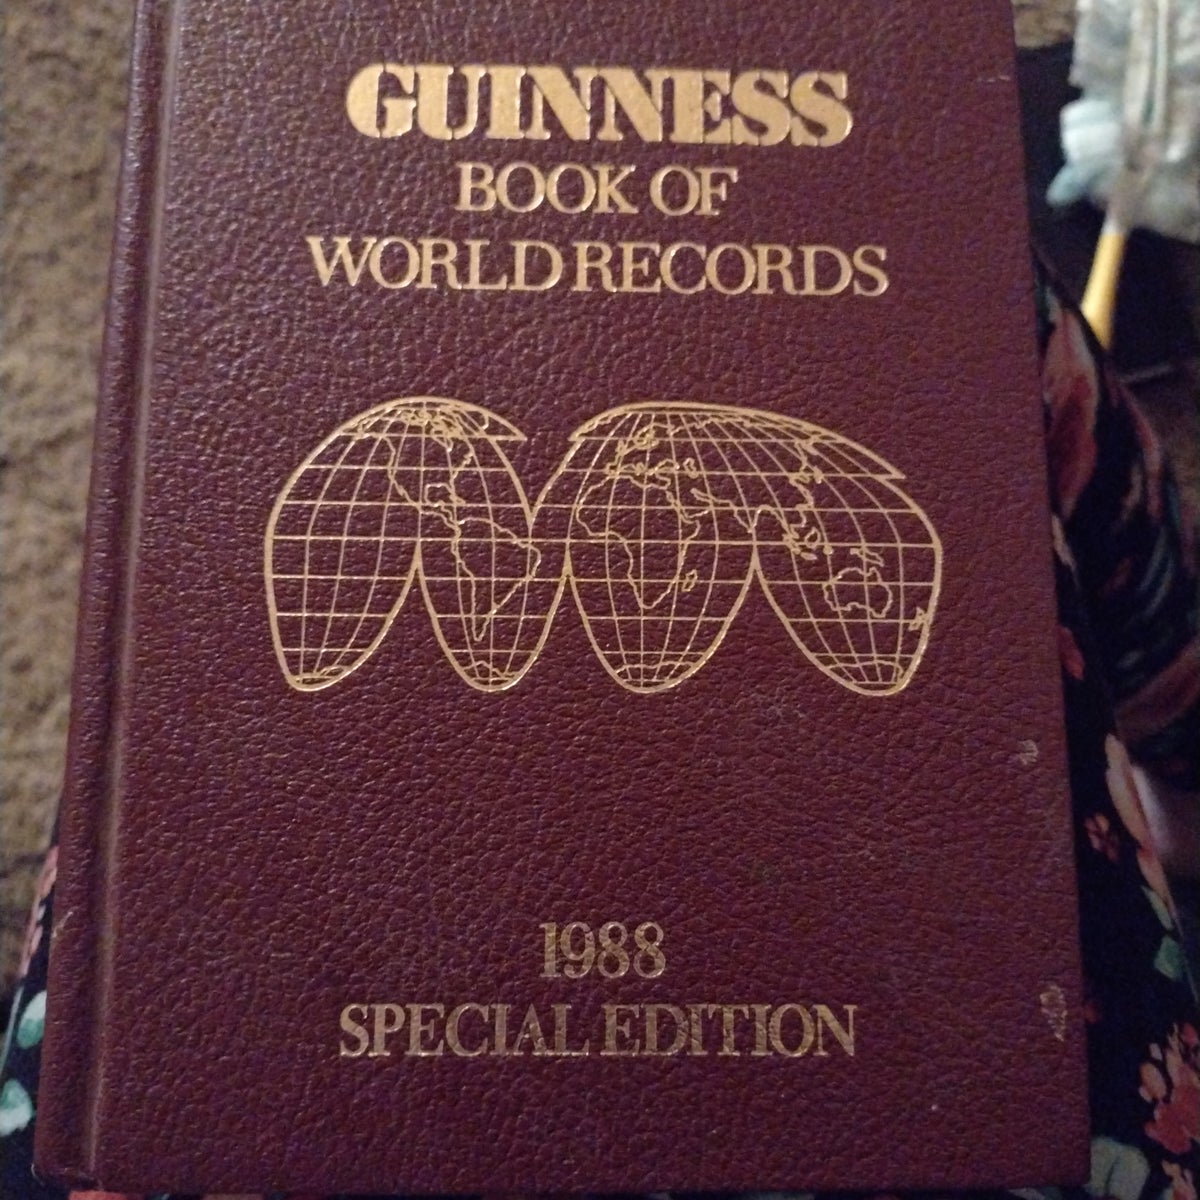 GUINNESS
BOOK OF
WORLD RECORDS
1988
SPECIAL EDITION